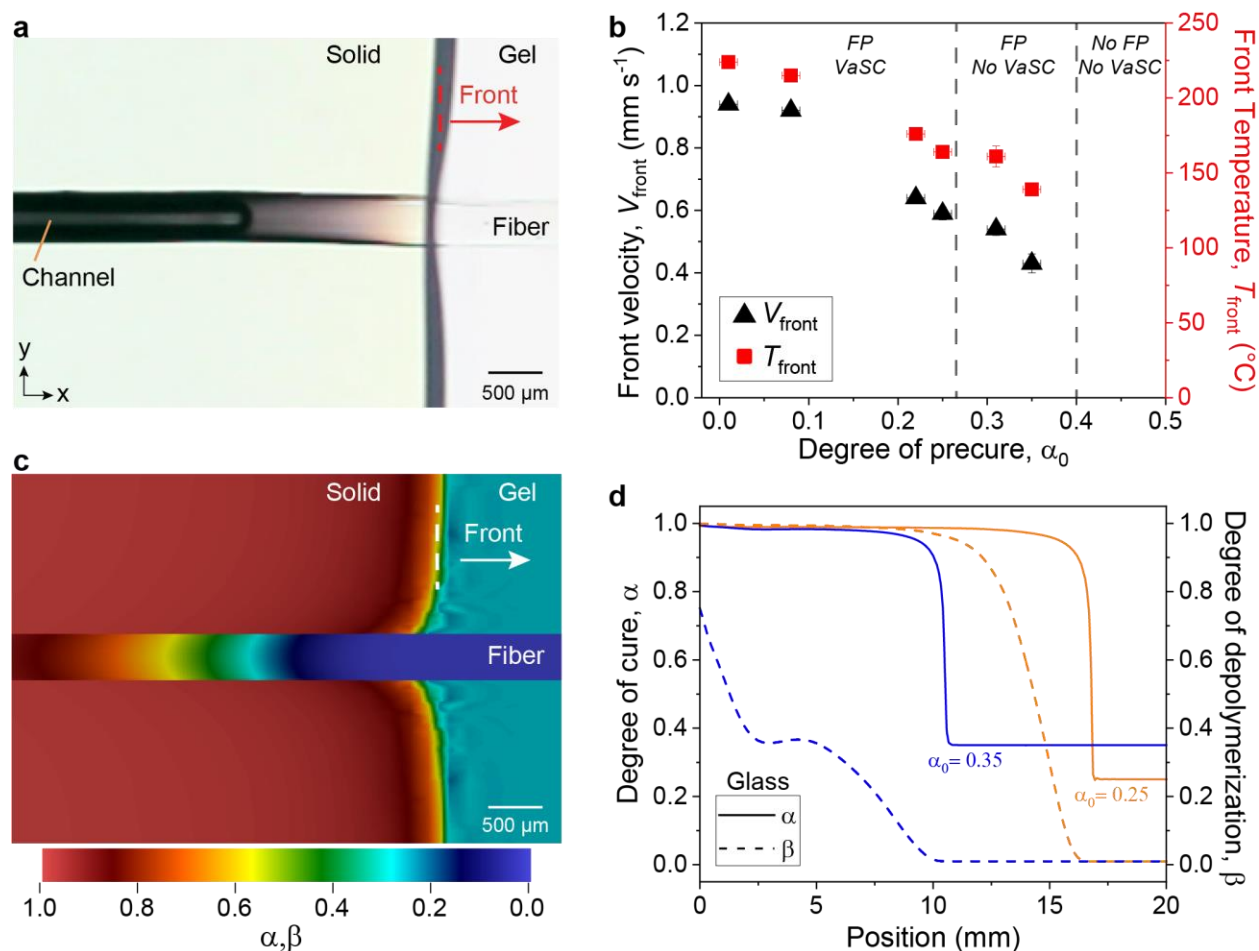 a
Solid
Gel
Front
Fiber
Channel
y
x
500 μm
b
Front velocity, V_front (mm s⁻¹)
1.2
1.0
0.8
0.6
0.4
0.2
0.0
FP
VaSC
FP
No VaSC
No FP
No VaSC
V_front
T_front
250
200
150
100
50
0
Front Temperature, T_front (°C)
0.0 0.1 0.2 0.3 0.4 0.5
Degree of precure, α₀
c
Solid
Gel
Front
Fiber
500 μm
1.0 0.8 0.6 0.4 0.2 0.0
α,β
d
Degree of cure, α
1.0
0.8
0.6
0.4
0.2
0.0
α₀= 0.35
α₀= 0.25
Glass
α
β
1.0
0.8
0.6
0.4
0.2
0.0
Degree of depolymerization, β
0 5 10 15 20
Position (mm)